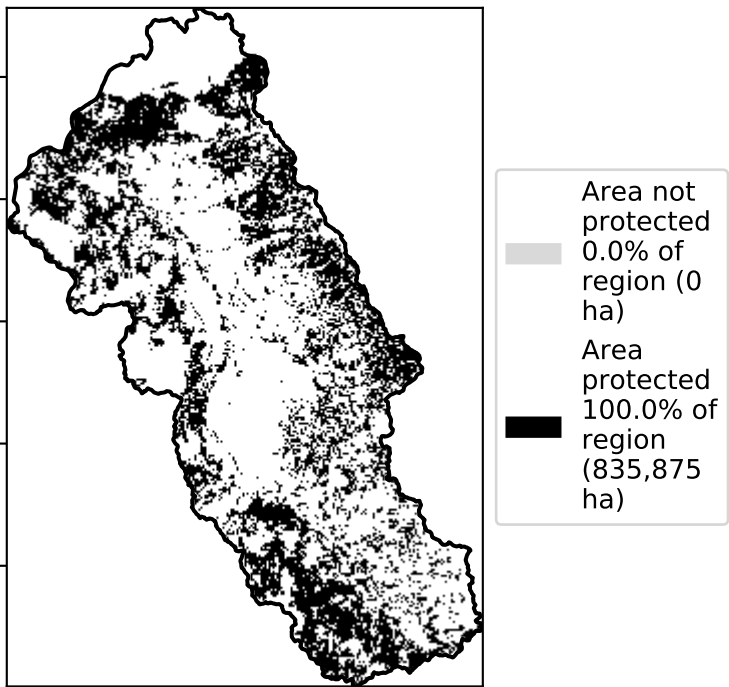 Area not
protected
0.0% of
region (0
ha)
Area
protected
100.0% of
region
(835,875
ha)